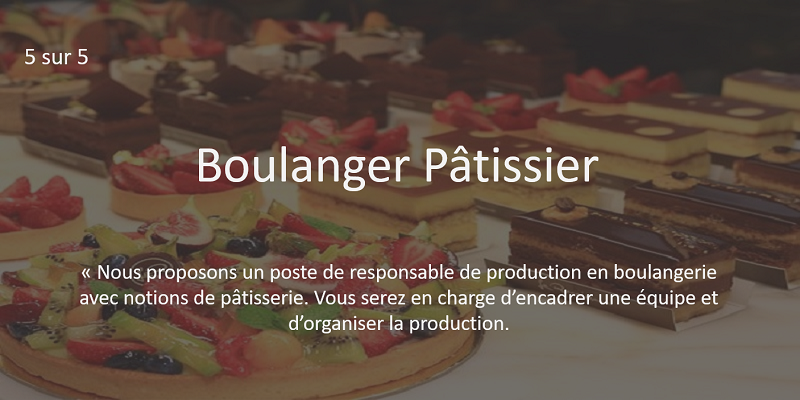 5 sur 5
Boulanger Pâtissier
« Nous proposons un poste de responsable de production en boulangerie
avec notions de pâtisserie. Vous serez en charge d’encadrer une équipe et
d’organiser la production.